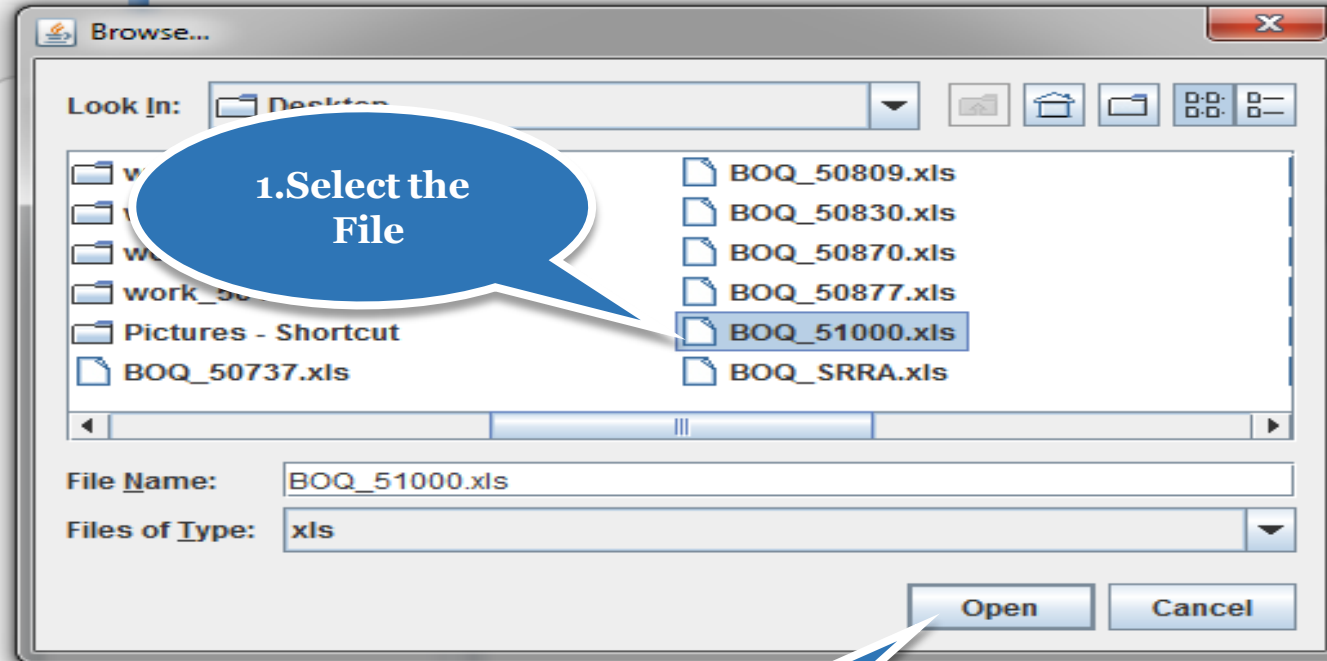 Browse...
Look In: Desktop
1.Select the
File
work_50
Pictures - Shortcut
BOQ_50737.xls
BOQ_50809.xls
BOQ_50830.xls
BOQ_50870.xls
BOQ_50877.xls
BOQ_51000.xls
BOQ_SRRA.xls
File Name: BOQ_51000.xls
Files of Type: xls
Open Cancel